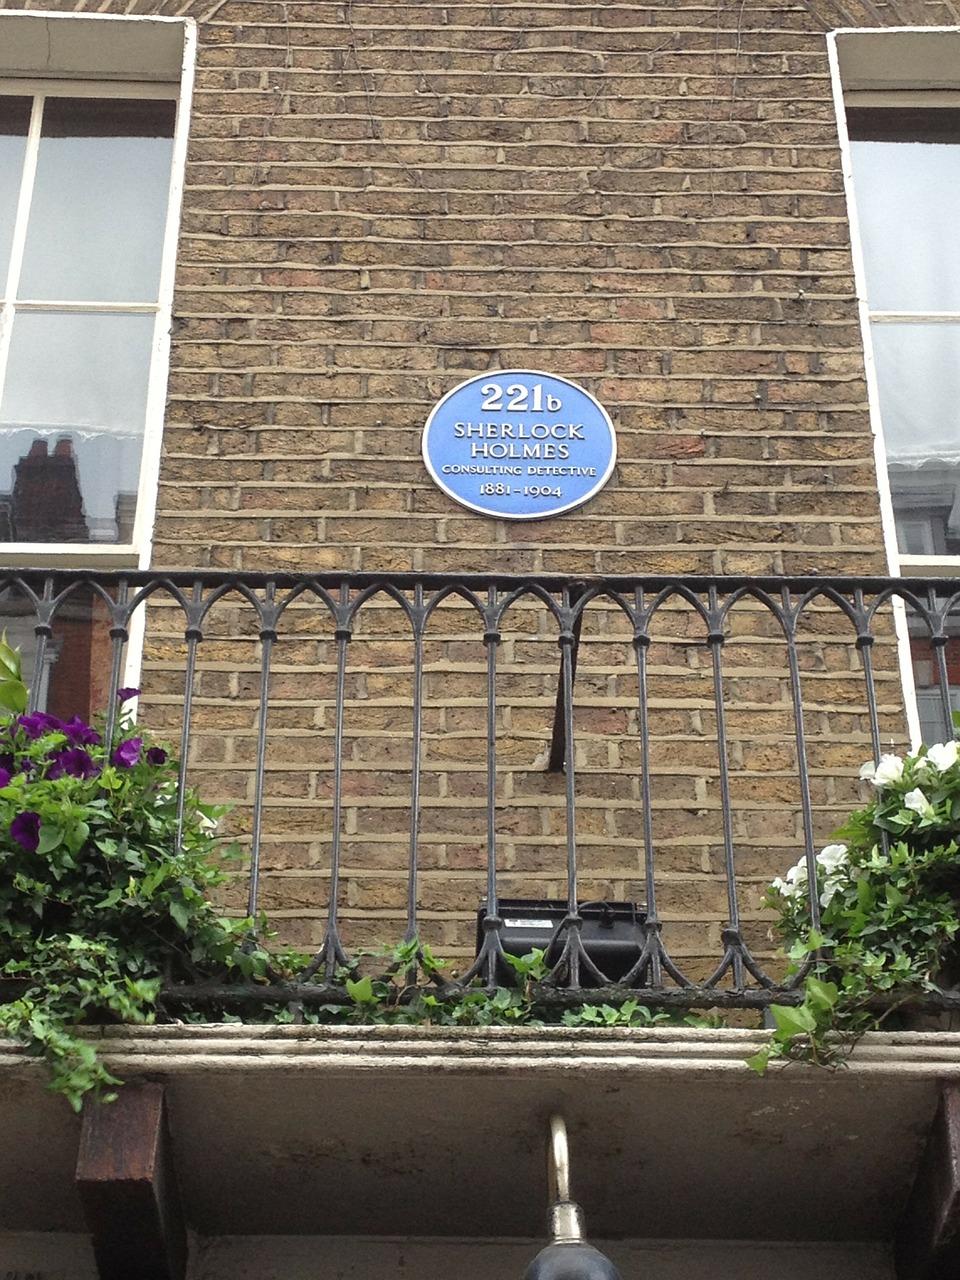 221b
SHERLOCK
HOLMES
CONSULTING DETECTIVE
1881-1904